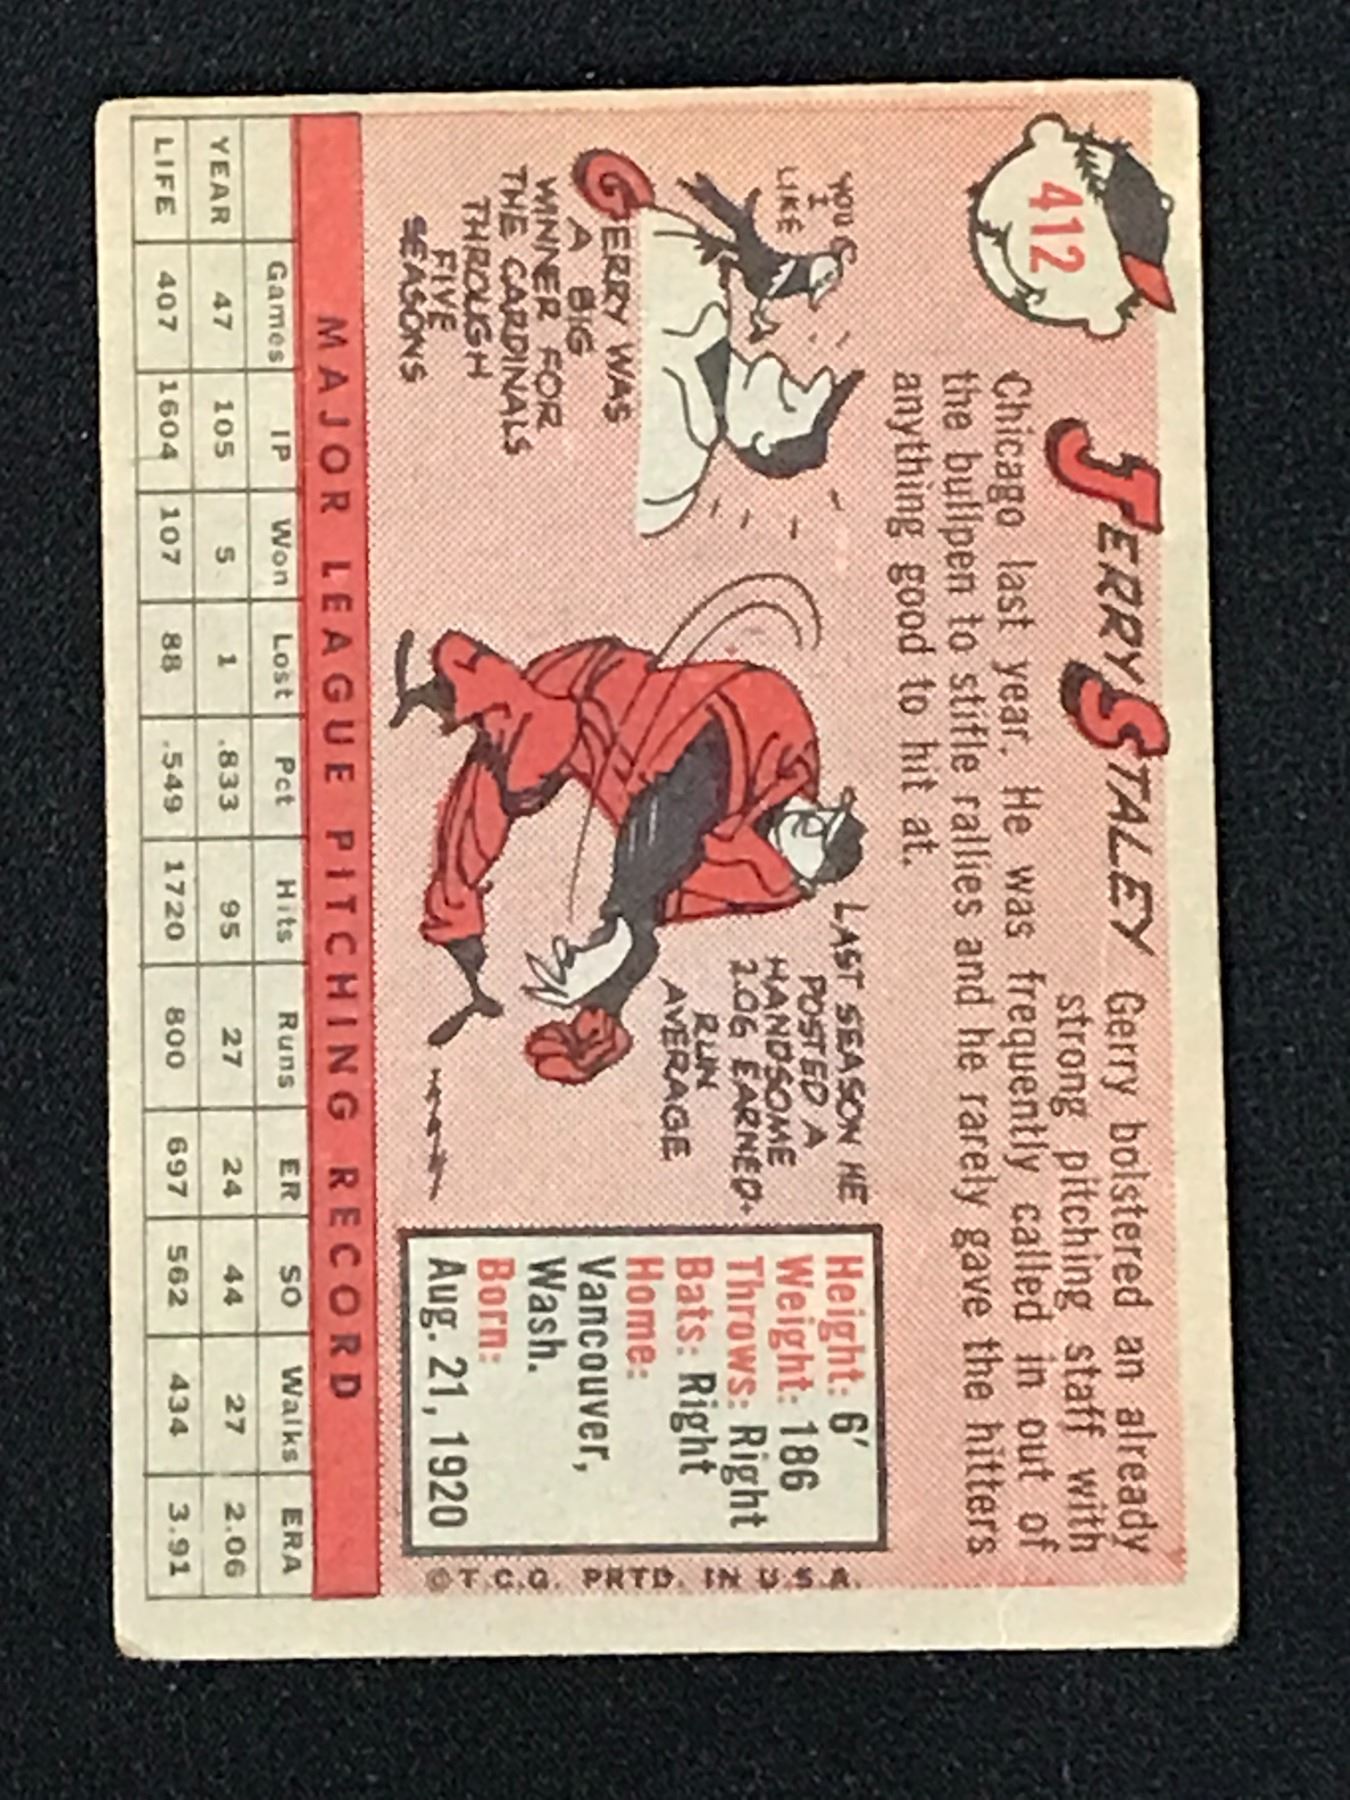 412
JERRY STALEY
Gerry bolstered an already
strong pitching staff with
Chicago last year. He was frequently called in out of
the bullpen to stifle rallies and he rarely gave the hitters
anything good to hit at.
YOU
I
LIKE
GERRY WAS
A BIG
WINNER FOR
THE CARDINALS
THROUGH
FIVE
SEASONS
LAST SEASON HE
POSTED A
HANDSOME
2.06 EARNED-
RUN
AVERAGE
Height: 6'
Weight: 186
Throws: Right
Bats: Right
Home:
Vancouver,
Wash.
Born:
Aug. 21, 1920
©T.C.G. PRTD. IN U.S.A.
MAJOR LEAGUE PITCHING RECORD
Games IP Won Lost Pct Hits Runs ER SO Walks ERA
YEAR 47 105 5 1 .833 95 27 24 44 27 2.06
LIFE 407 1604 107 88 .549 1720 800 697 562 434 3.91